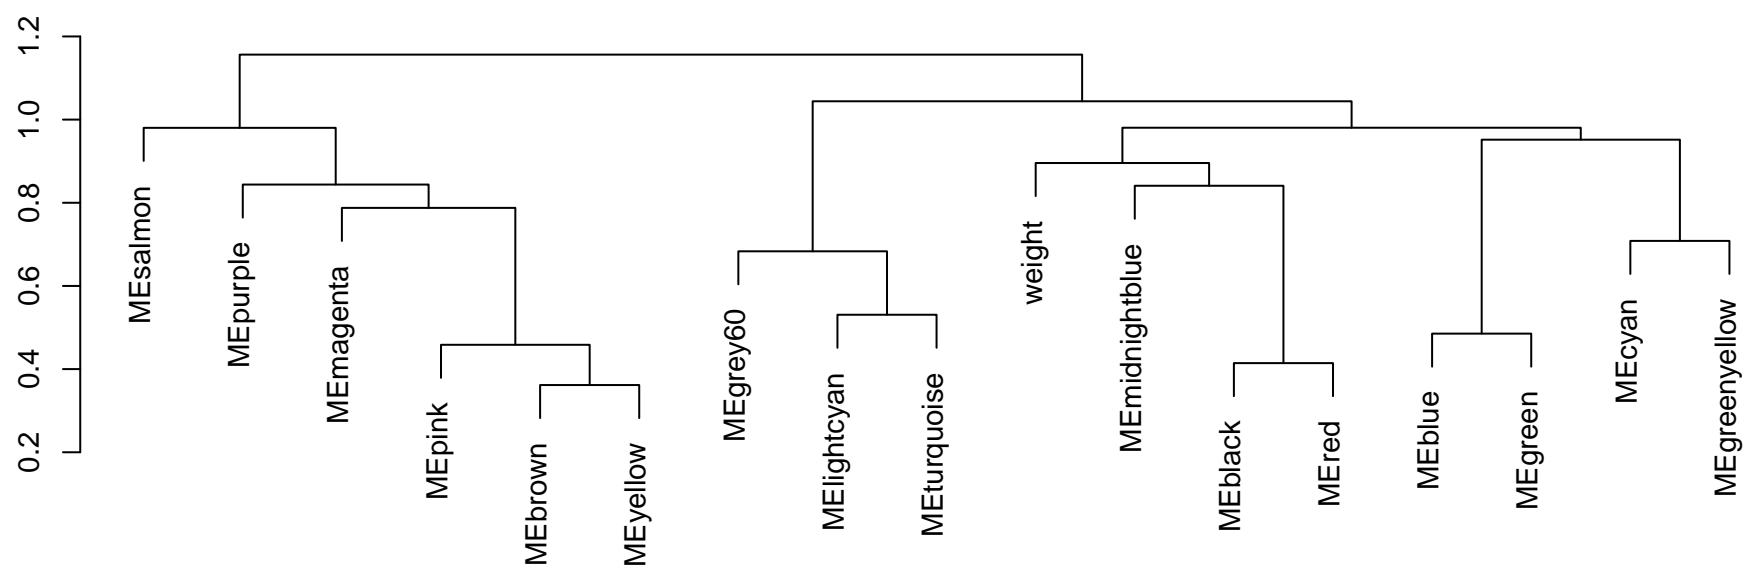 1.2
1.0
0.8
0.6
0.4
0.2
MEsalmon
MEpurple
MEmagenta
MEpink
MEbrown
MEyellow
MEgrey60
MElightcyan
MEturquoise
weight
MEmidnightblue
MEblack
MEred
MEblue
MEgreen
MEcyan
MEgreenyellow